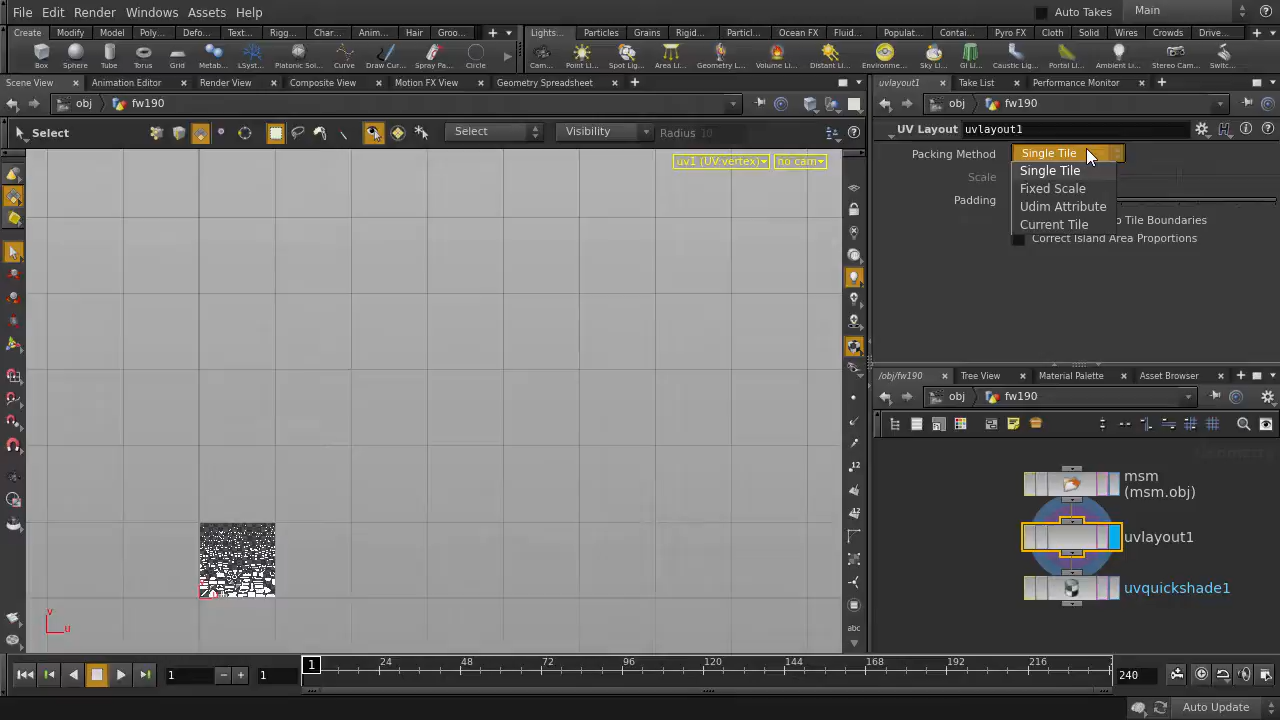 File Edit Render Windows Assets Help Auto Takes Main
Create Modify Model Poly... Defo... Text... Rigg... Char... Anim... Hair Groo... Lights... Particles Grains Rigid... Particl... Ocean FX Fluid... Populat... Contai... Pyro FX Cloth Solid Wires Crowds Drive...
Box Sphere Tube Torus Grid Metab... LSyst... Platonic Sol... Draw Cur... Spray Pa... Circle Cam... Point Li... Spot Lig... Area Li... Geometry L... Volume Li... Distant Li... Environme... Sky Li... GI Li... Caustic Lig... Portal Li... Ambient Li... Stereo Cam... Switc...
Scene View Animation Editor Render View Composite View Motion FX View Geometry Spreadsheet
obj fw190
Select Select Visibility Radius 10
uv1 (UV:vertex) no cam
v
u
12
12
abc
uvlayout1 Take List Performance Monitor
obj fw190
UV Layout uvlayout1
Packing Method Single Tile
Single Tile
Scale
Fixed Scale
Padding
Udim Attribute
o Tile Boundaries
Current Tile
Correct Island Area Proportions
/obj/fw190 Tree View Material Palette Asset Browser
obj fw190
msm
(msm.obj)
uvlayout1
uvquickshade1
1 1 1 24 48 72 96 120 144 168 192 216 2 240
Auto Update